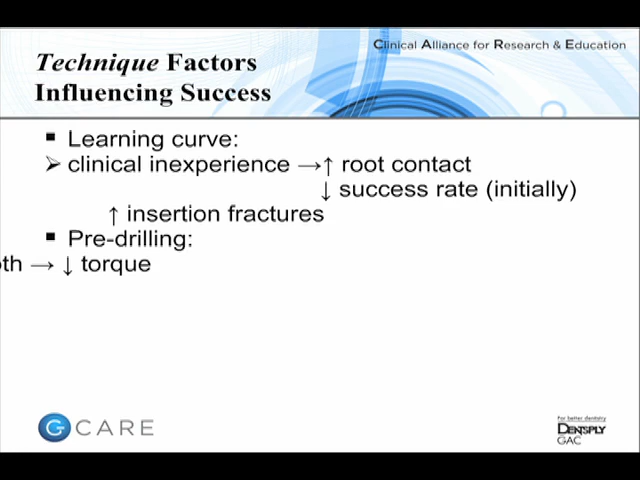 Clinical Alliance for Research & Education
Technique Factors
Influencing Success
▪ Learning curve:
➢ clinical inexperience →↑ root contact
↓ success rate (initially)
↑ insertion fractures
▪ Pre-drilling:
→ ↓ torque
G CARE
For better dentistry
DENTSPLY
GAC